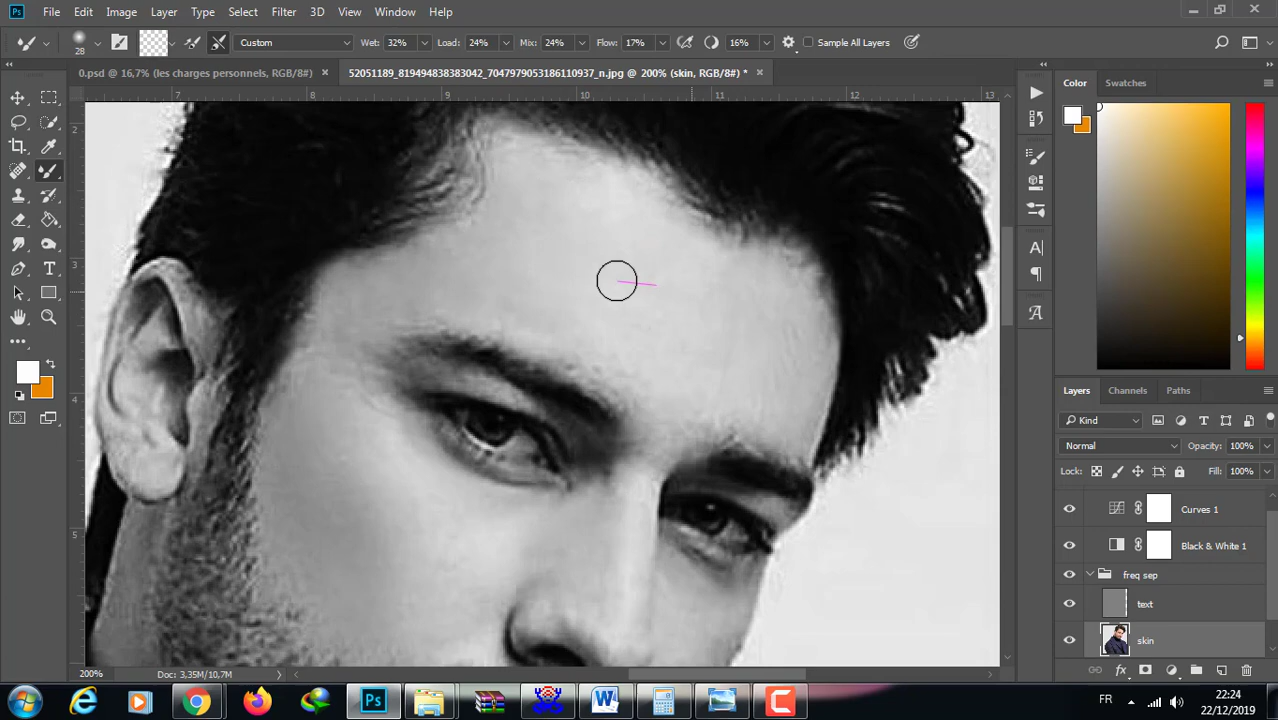 Ps File Edit Image Layer Type Select Filter 3D View Window Help
28 Custom Wet: 32% Load: 24% Mix: 24% Flow: 17% 16% Sample All Layers
0.psd @ 16,7% (les charges personnels, RGB/8#) × 52051189_819494838383042_7047979053186110937_n.jpg @ 200% (skin, RGB/8#) * ×
7 8 9 10 11 12 13
2
3
4
5
Color Swatches
Layers Channels Paths
Kind
Normal Opacity: 100%
Lock: Fill: 100%
Curves 1
Black & White 1
freq sep
text
skin
200% Doc: 3,35M/10,7M
FR 22:24
22/12/2019